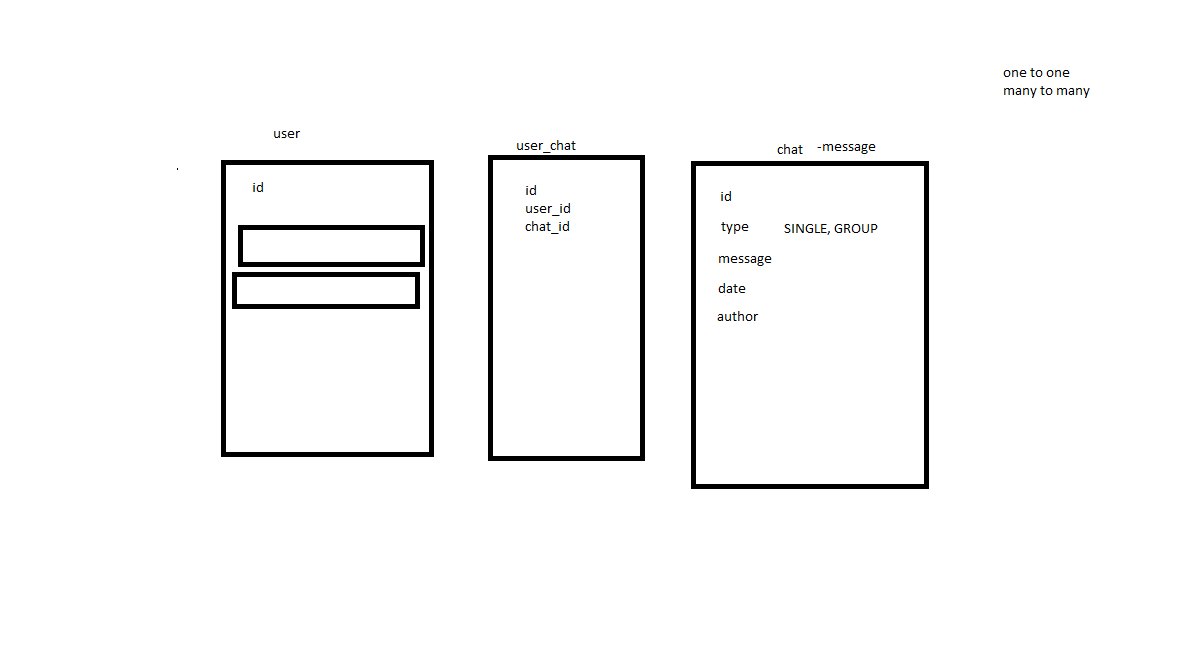 one to one
many to many
user
id
user_chat
id
user_id
chat_id
chat -message
id
type SINGLE, GROUP
message
date
author